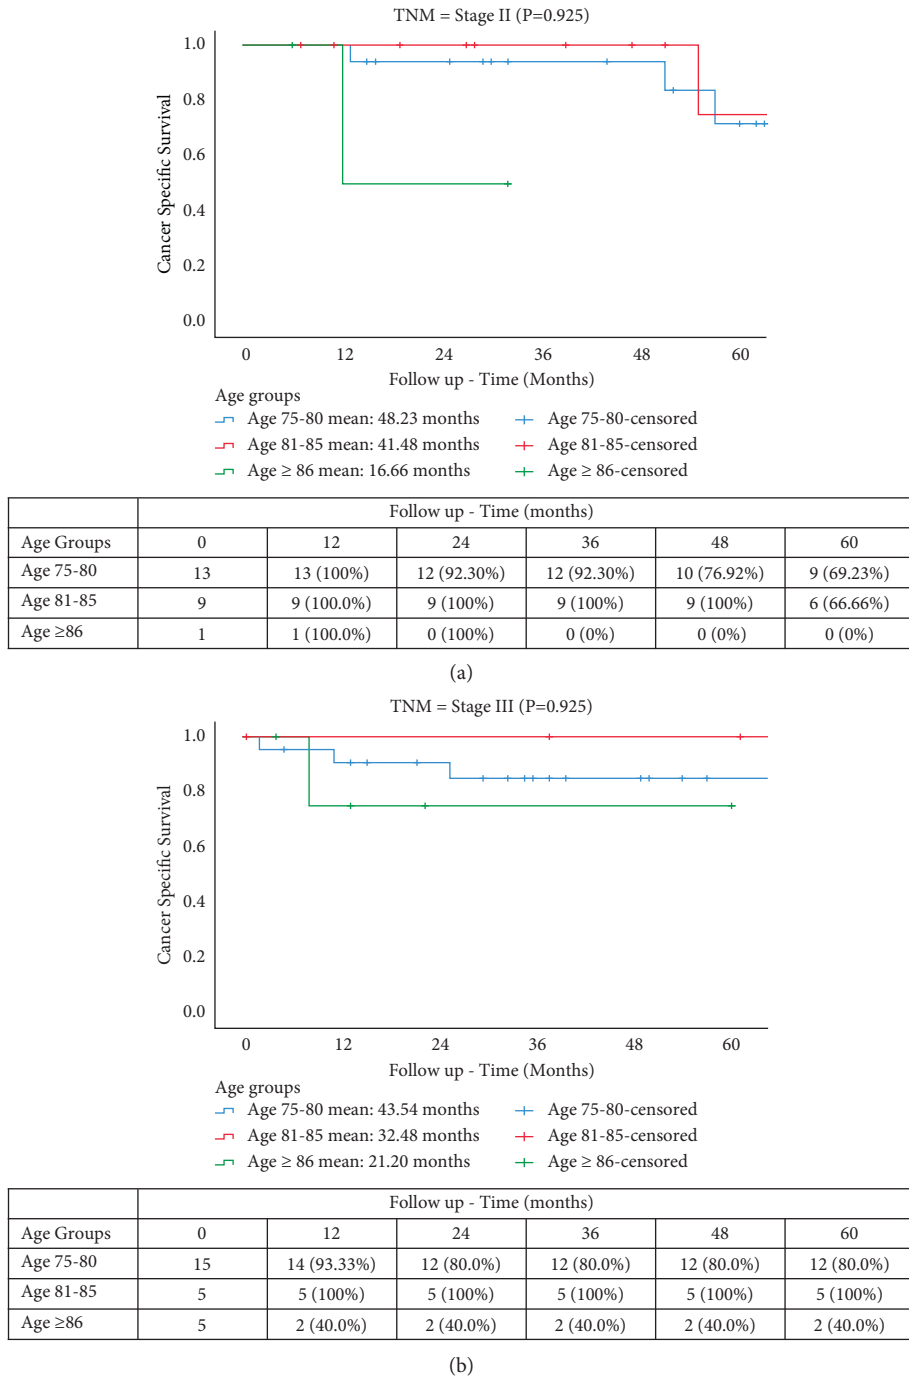 TNM = Stage II (P=0.925)
Cancer Specific Survival
1.0
0.8
0.6
0.4
0.2
0.0
0 12 24 36 48 60
Follow up - Time (Months)
Age groups
Age 75-80 mean: 48.23 months Age 75-80-censored
Age 81-85 mean: 41.48 months Age 81-85-censored
Age ≥ 86 mean: 16.66 months Age ≥ 86-censored
Follow up - Time (months)
Age Groups 0 12 24 36 48 60
Age 75-80 13 13 (100%) 12 (92.30%) 12 (92.30%) 10 (76.92%) 9 (69.23%)
Age 81-85 9 9 (100.0%) 9 (100%) 9 (100%) 9 (100%) 6 (66.66%)
Age ≥86 1 1 (100.0%) 0 (100%) 0 (0%) 0 (0%) 0 (0%)
(a)
TNM = Stage III (P=0.925)
Cancer Specific Survival
1.0
0.8
0.6
0.4
0.2
0.0
0 12 24 36 48 60
Follow up - Time (Months)
Age groups
Age 75-80 mean: 43.54 months Age 75-80-censored
Age 81-85 mean: 32.48 months Age 81-85-censored
Age ≥ 86 mean: 21.20 months Age ≥ 86-censored
Follow up - Time (months)
Age Groups 0 12 24 36 48 60
Age 75-80 15 14 (93.33%) 12 (80.0%) 12 (80.0%) 12 (80.0%) 12 (80.0%)
Age 81-85 5 5 (100%) 5 (100%) 5 (100%) 5 (100%) 5 (100%)
Age ≥86 5 2 (40.0%) 2 (40.0%) 2 (40.0%) 2 (40.0%) 2 (40.0%)
(b)